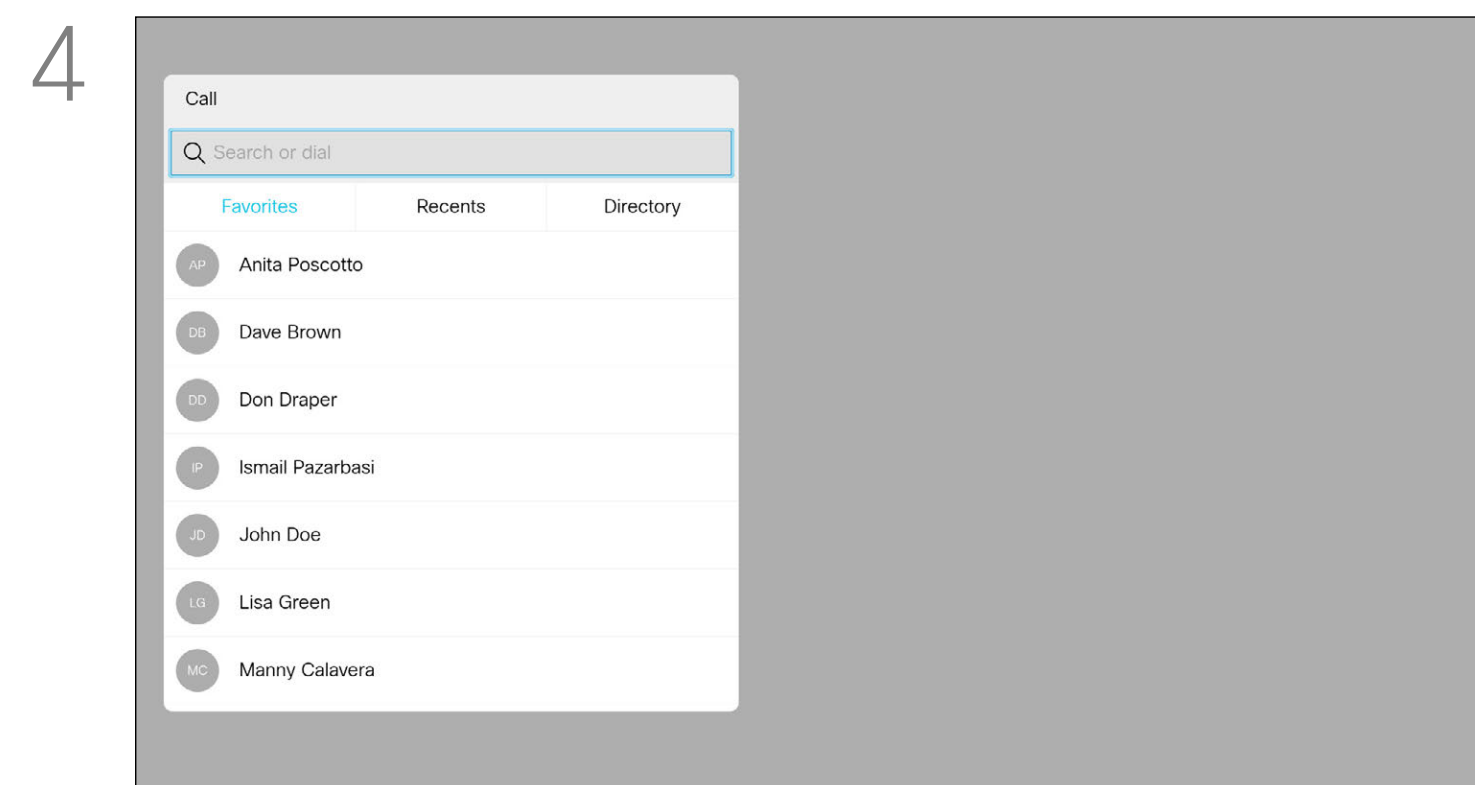 4
Call
Search or dial
Favorites Recents Directory
AP Anita Poscotto
DB Dave Brown
DD Don Draper
IP Ismail Pazarbasi
JD John Doe
LG Lisa Green
MC Manny Calavera